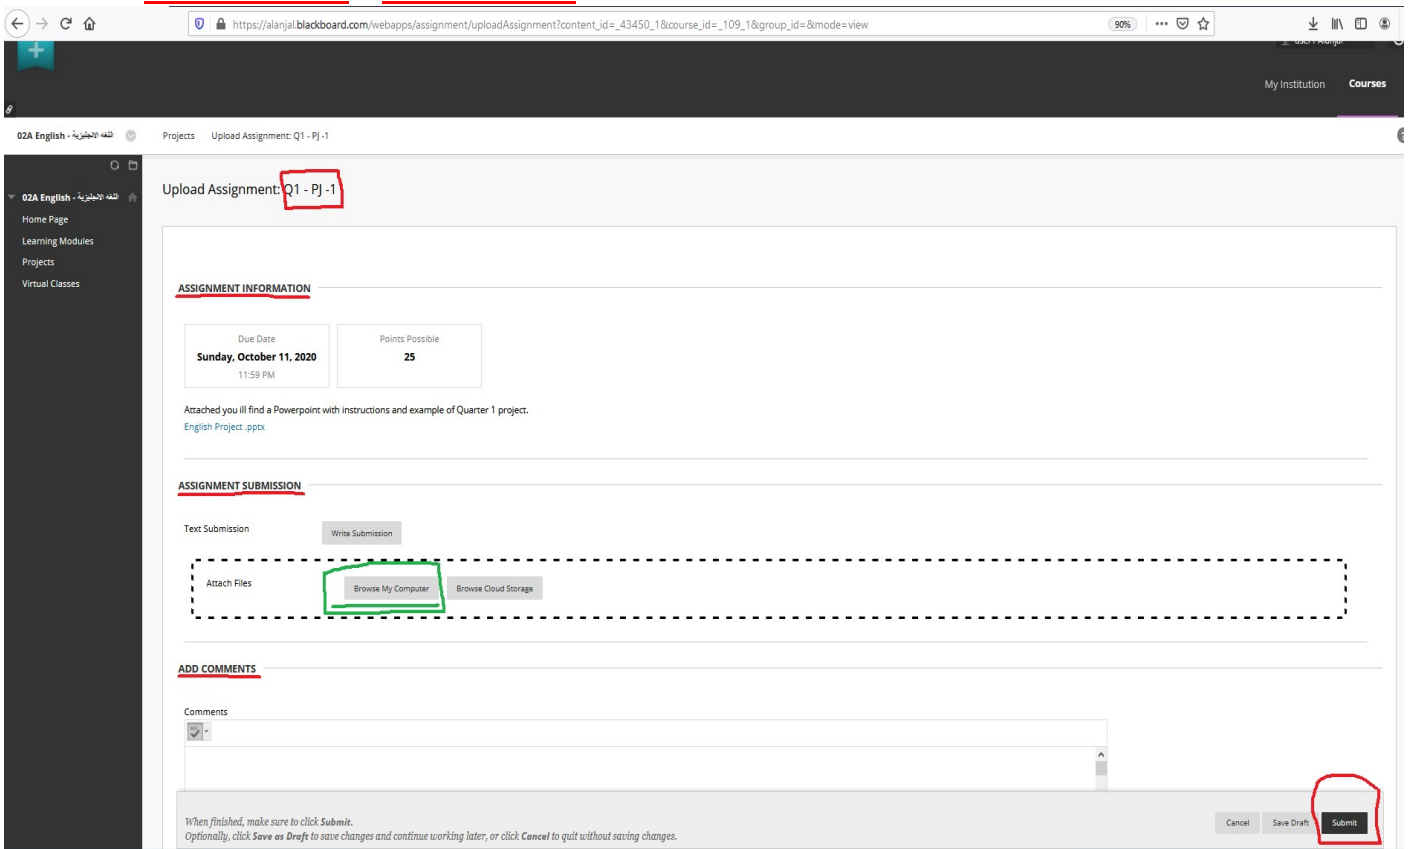 https://alanjal.blackboard.com/webapps/assignment/uploadAssignment?content_id=_43450_1&course_id=_109_1&group_id=&mode=view
90%
My Institution Courses
02A English - اللغه الانجليزية
Projects Upload Assignment: Q1 - PJ -1
02A English - اللغه الانجليزية
Home Page
Learning Modules
Projects
Virtual Classes
Upload Assignment: Q1 - PJ -1
ASSIGNMENT INFORMATION
Due Date
Sunday, October 11, 2020
11:59 PM
Points Possible
25
Attached you ill find a Powerpoint with instructions and example of Quarter 1 project.
English Project .pptx
ASSIGNMENT SUBMISSION
Text Submission Write Submission
Attach Files Browse My Computer Browse Cloud Storage
ADD COMMENTS
Comments
When finished, make sure to click Submit.
Optionally, click Save as Draft to save changes and continue working later, or click Cancel to quit without saving changes.
Cancel Save Draft Submit